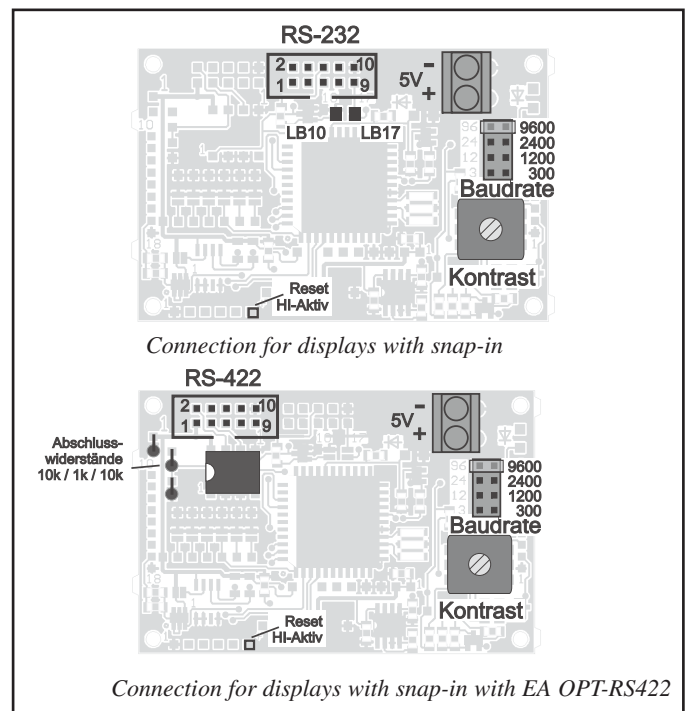 RS-232
2 10
1 9
5V - +
LB10 LB17
96 9600
24 2400
12 1200
3 300
Baudrate
Kontrast
Reset
HI-Aktiv
Connection for displays with snap-in
RS-422
2 10
1 9
5V - +
Abschluss-
widerstände
10k / 1k / 10k
96 9600
24 2400
12 1200
3 300
Baudrate
Kontrast
Reset
HI-Aktiv
Connection for displays with snap-in with EA OPT-RS422